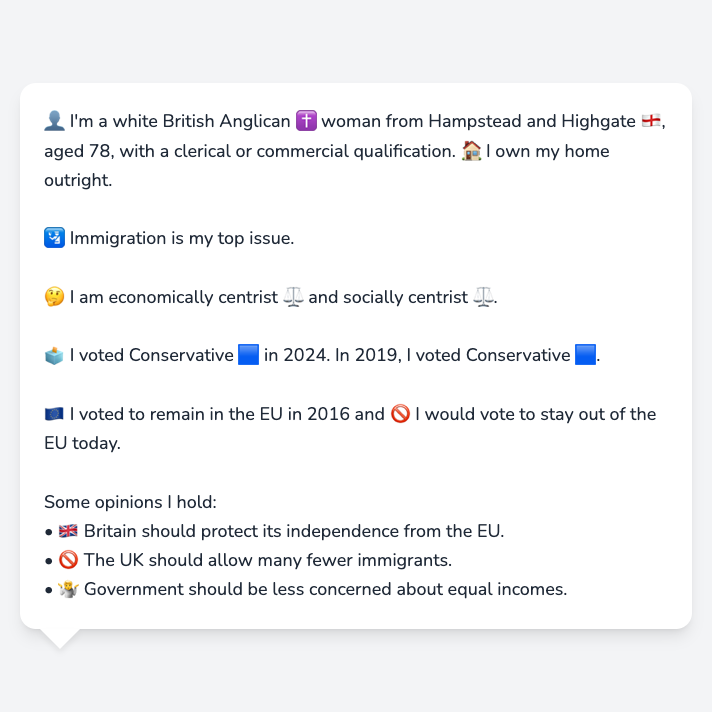 👤 I'm a white British Anglican ✝️ woman from Hampstead and Highgate 🏴󠁧󠁢󠁥󠁮󠁧󠁿,
aged 78, with a clerical or commercial qualification. 🏠 I own my home
outright.
🛂 Immigration is my top issue.
🤔 I am economically centrist ⚖️ and socially centrist ⚖️.
🗳️ I voted Conservative 🟦 in 2024. In 2019, I voted Conservative 🟦.
🇪🇺 I voted to remain in the EU in 2016 and 🚫 I would vote to stay out of the
EU today.
Some opinions I hold:
• 🇬🇧 Britain should protect its independence from the EU.
• 🚫 The UK should allow many fewer immigrants.
• 🤷 Government should be less concerned about equal incomes.